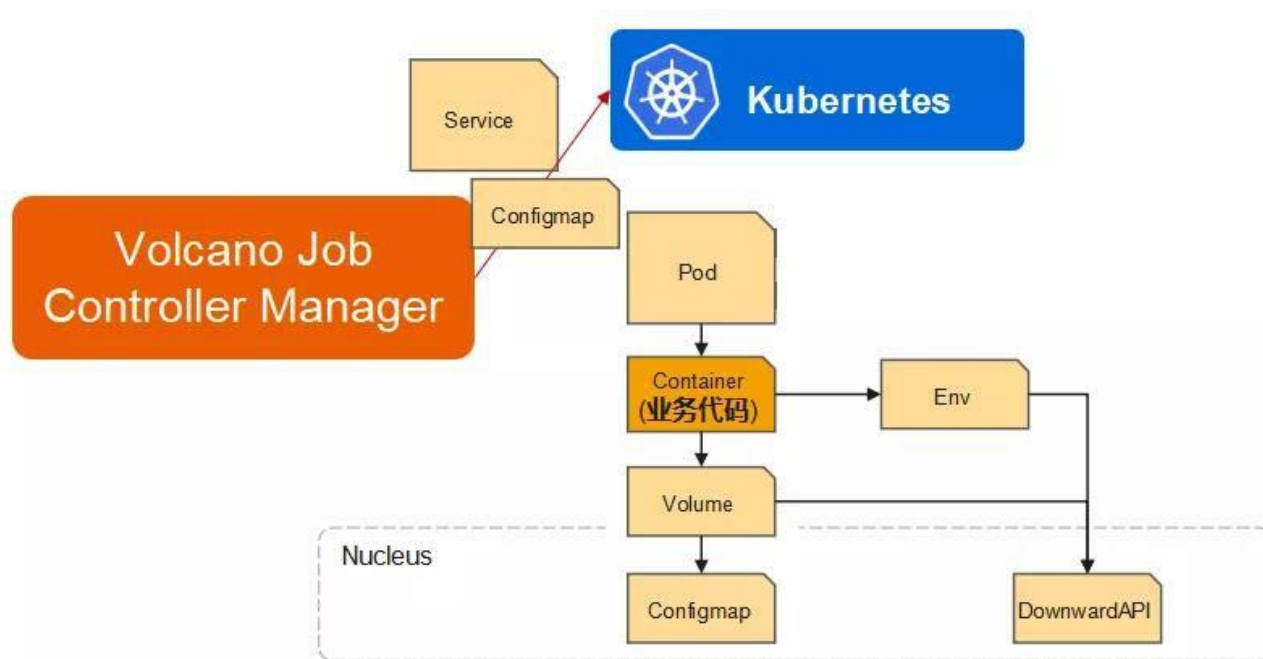 Service
Kubernetes
Configmap
Volcano Job
Controller Manager
Pod
Container
(业务代码)
Env
Volume
Nucleus
Configmap
DownwardAPI